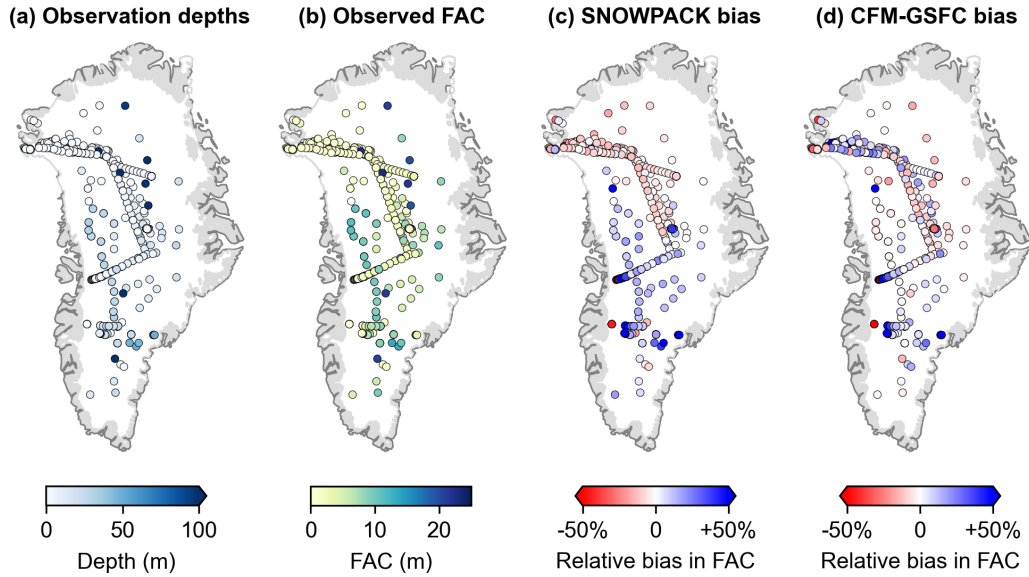 (a) Observation depths
(b) Observed FAC
(c) SNOWPACK bias
(d) CFM-GSFC bias
0 50 100
Depth (m)
0 10 20
FAC (m)
-50% 0 +50%
Relative bias in FAC
-50% 0 +50%
Relative bias in FAC